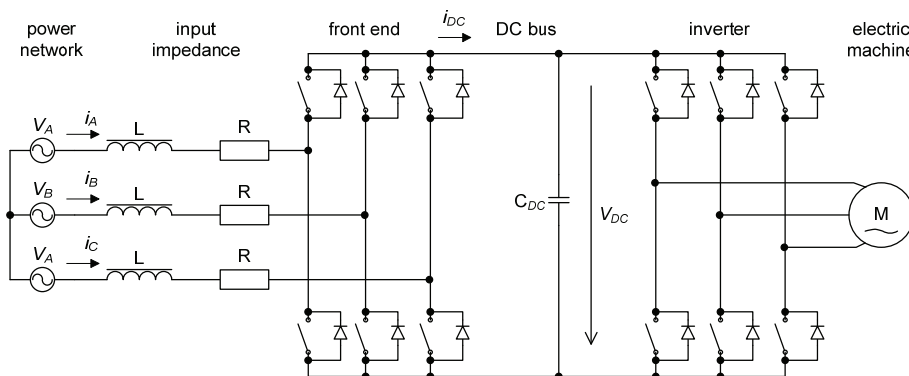 power network
input impedance
front end
i_DC
DC bus
inverter
electric machine
V_A
i_A
L
R
V_B
i_B
L
R
V_A
i_C
L
R
C_DC
V_DC
M